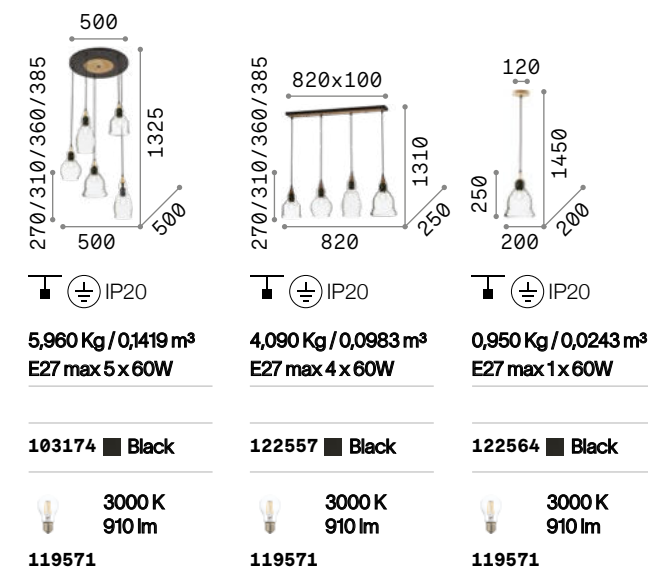 500
270/310/360/385
1325
500
500
IP20
5,960 Kg / 0,1419 m³
E27 max 5 x 60W
103174 Black
3000 K
910 lm
119571
820x100
270/310/360/385
1310
250
820
IP20
4,090 Kg / 0,0983 m³
E27 max 4 x 60W
122557 Black
3000 K
910 lm
119571
120
250
1450
200
200
IP20
0,950 Kg / 0,0243 m³
E27 max 1 x 60W
122564 Black
3000 K
910 lm
119571